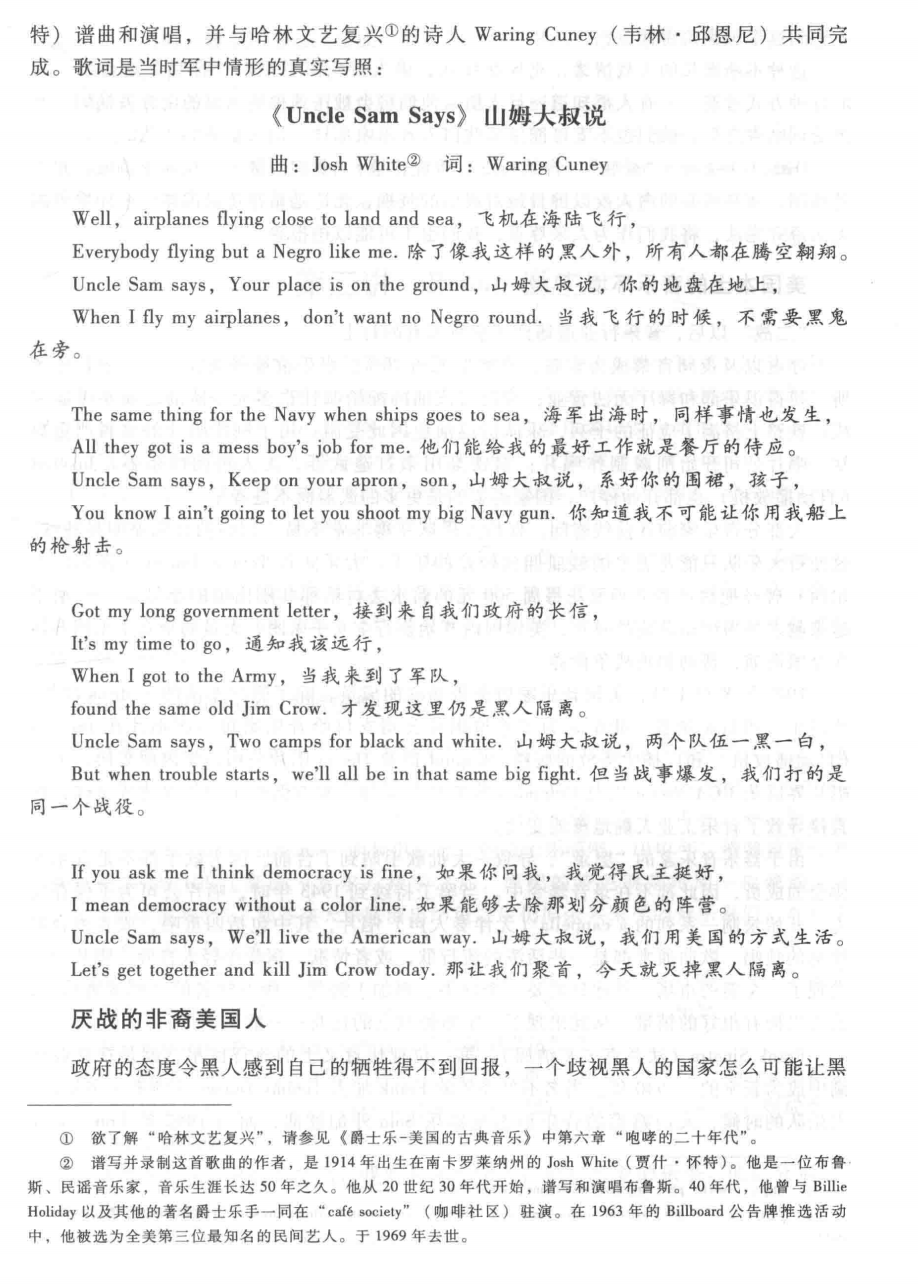 特）谱曲和演唱，并与哈林文艺复兴①的诗人 Waring Cuney（韦林·邱恩尼）共同完
成。歌词是当时军中情形的真实写照：
《Uncle Sam Says》山姆大叔说
曲：Josh White② 词：Waring Cuney
Well，airplanes flying close to land and sea，飞机在海陆飞行，
Everybody flying but a Negro like me. 除了像我这样的黑人外，所有人都在腾空翱翔。
Uncle Sam says，Your place is on the ground，山姆大叔说，你的地盘在地上，
When I fly my airplanes，don't want no Negro round. 当我飞行的时候，不需要黑鬼
在旁。
The same thing for the Navy when ships goes to sea，海军出海时，同样事情也发生，
All they got is a mess boy's job for me. 他们能给我的最好工作就是餐厅的侍应。
Uncle Sam says，Keep on your apron，son，山姆大叔说，系好你的围裙，孩子，
You know I ain't going to let you shoot my big Navy gun. 你知道我不可能让你用我船上
的枪射击。
Got my long government letter，接到来自我们政府的长信，
It's my time to go，通知我该远行，
When I got to the Army，当我来到了军队，
found the same old Jim Crow. 才发现这里仍是黑人隔离。
Uncle Sam says，Two camps for black and white. 山姆大叔说，两个队伍一黑一白，
But when trouble starts，we'll all be in that same big fight. 但当战事爆发，我们打的是
同一个战役。
If you ask me I think democracy is fine，如果你问我，我觉得民主挺好，
I mean democracy without a color line. 如果能够去除那划分颜色的阵营。
Uncle Sam says，We'll live the American way. 山姆大叔说，我们用美国的方式生活。
Let's get together and kill Jim Crow today. 那让我们聚首，今天就灭掉黑人隔离。
厌战的非裔美国人
政府的态度令黑人感到自己的牺牲得不到回报，一个歧视黑人的国家怎么可能让黑
① 欲了解“哈林文艺复兴”，请参见《爵士乐-美国的古典音乐》中第六章“咆哮的二十年代”。
② 谱写并录制这首歌曲的作者，是 1914 年出生在南卡罗莱纳州的 Josh White（贾什·怀特）。他是一位布鲁
斯、民谣音乐家，音乐生涯长达 50 年之久。他从 20 世纪 30 年代开始，谱写和演唱布鲁斯。40 年代，他曾与 Billie
Holiday 以及其他的著名爵士乐手一同在“café society”（咖啡社区）驻演。在 1963 年的 Billboard 公告牌推选活动
中，他被选为全美第三位最知名的民间艺人。于 1969 年去世。